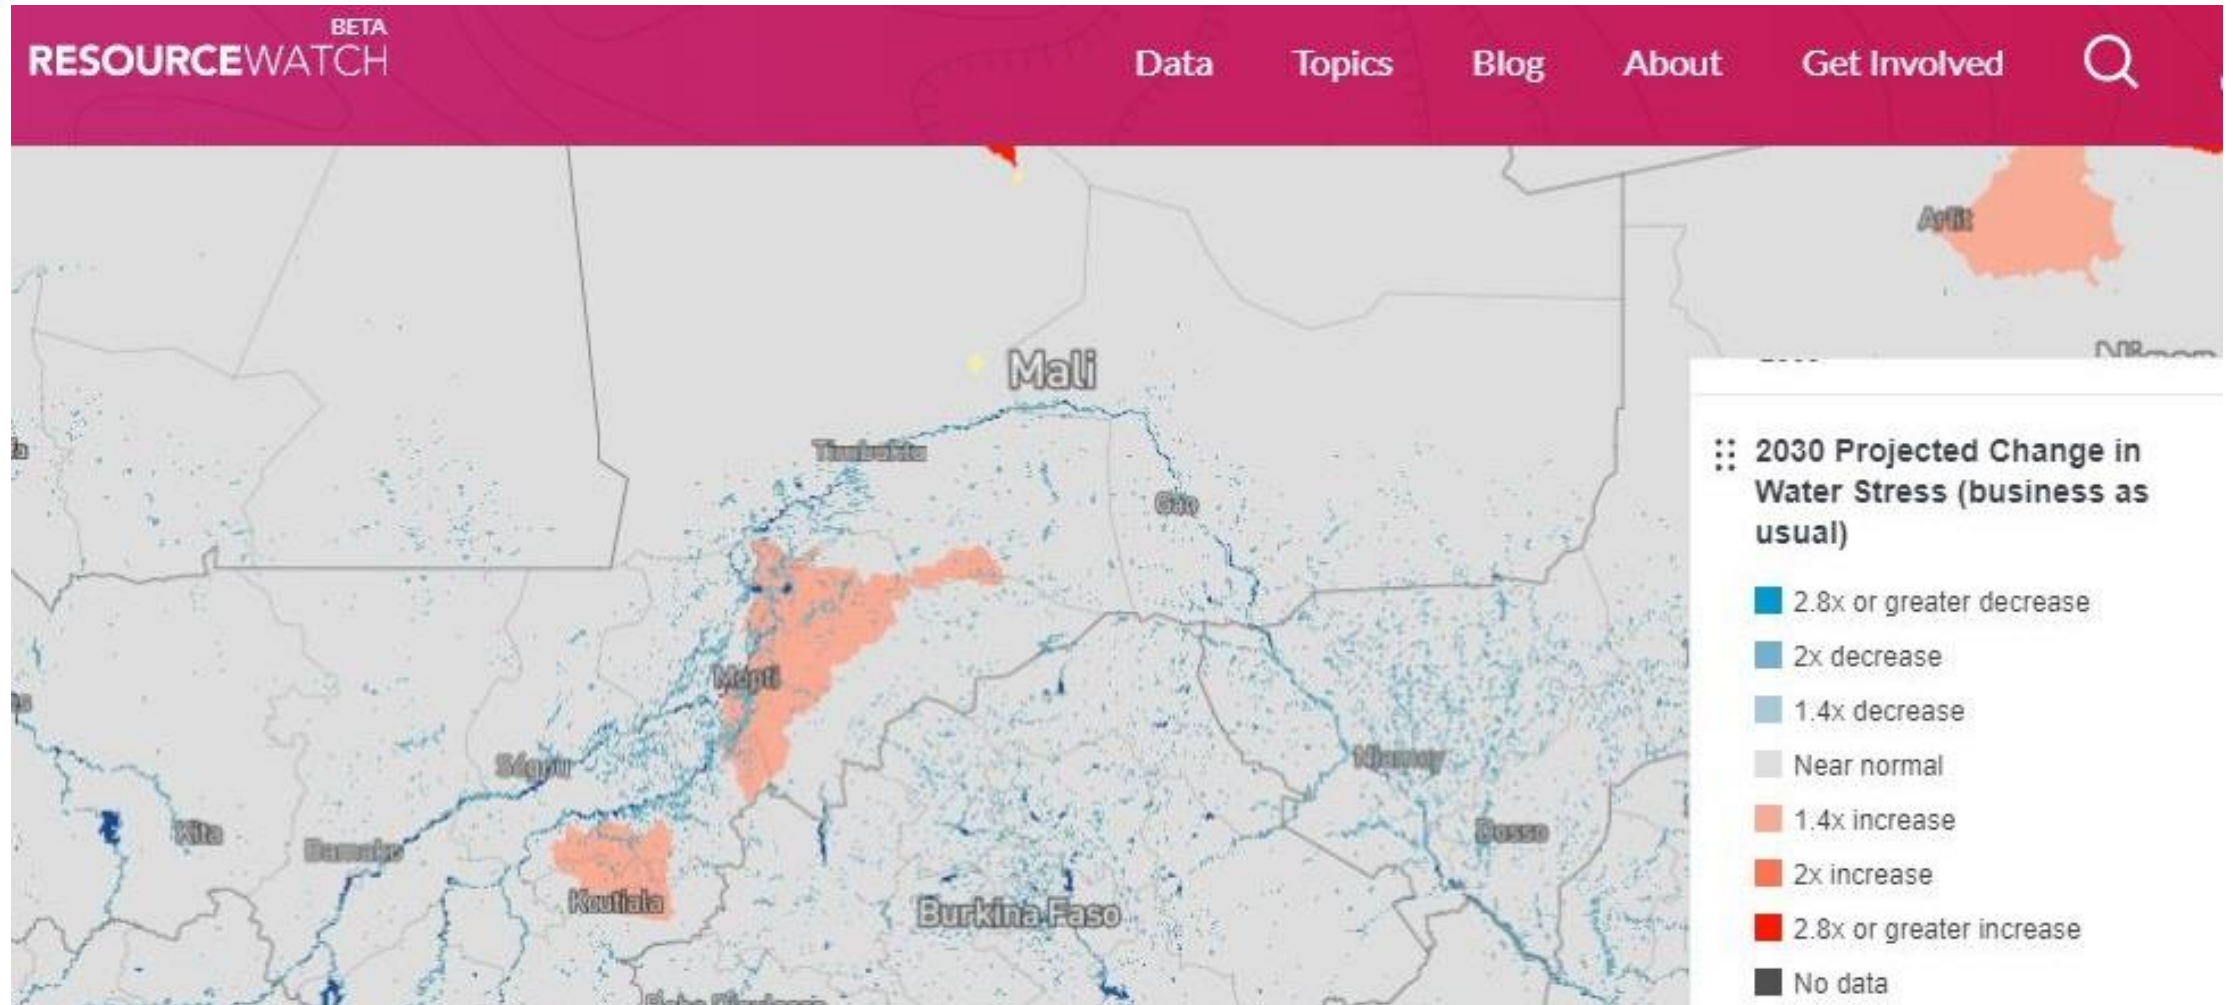 BETA
RESOURCEWATCH
Data Topics Blog About Get Involved
Arlit
Mali
Timbuktu
Gao
2030 Projected Change in
Water Stress (business as
usual)
2.8x or greater decrease
2x decrease
Mopti
1.4x decrease
Ségou
Niamey
Near normal
Kita
Bamako
Dosso
1.4x increase
Koutiala
2x increase
Burkina Faso
2.8x or greater increase
No data